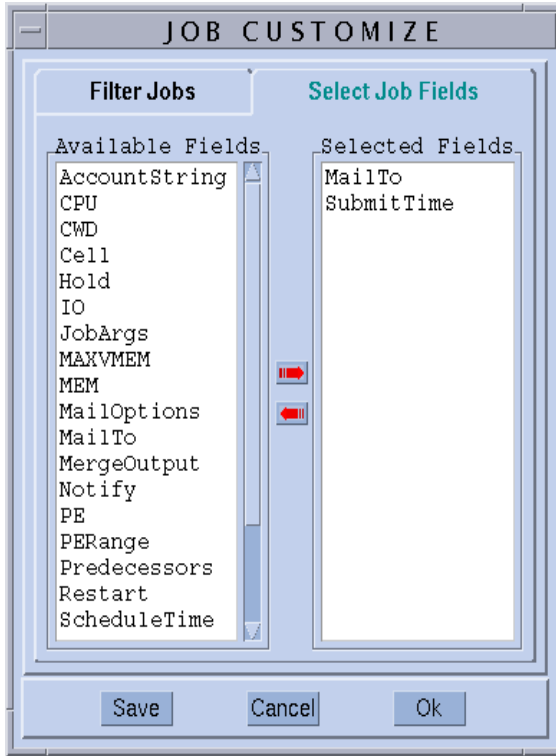 JOB CUSTOMIZE
Filter Jobs
Select Job Fields
Available Fields
AccountString
CPU
CWD
Cell
Hold
IO
JobArgs
MAXVMEM
MEM
MailOptions
MailTo
MergeOutput
Notify
PE
PERange
Predecessors
Restart
ScheduleTime
Selected Fields
MailTo
SubmitTime
Save
Cancel
Ok